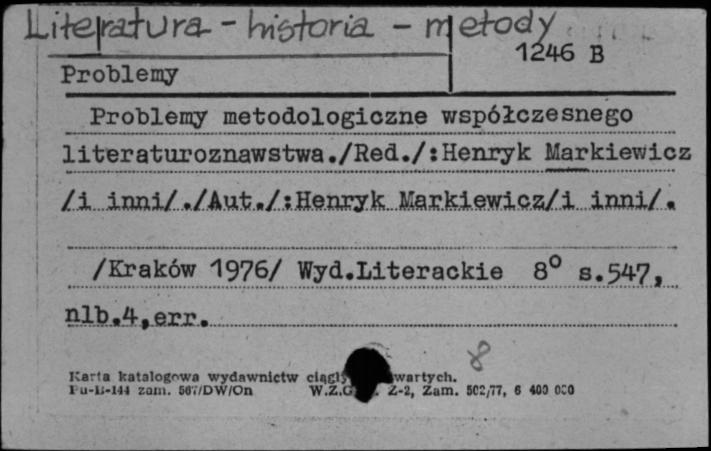 Literatura - historia - metody
1246 B
Problemy
Problemy metodologiczne współczesnego
literaturoznawstwa./Red./:Henryk Markiewicz
/i inni/./Aut./:Henryk Markiewicz/i inni/.
/Kraków 1976/ Wyd.Literackie 8° s.547,
nlb.4,err.
8
Karta katalogowa wydawnictw wartych.
Pu-B-144 zam. 567/DW/On W.Z.G. Z-2, Zam. 502/77, 6 400 000